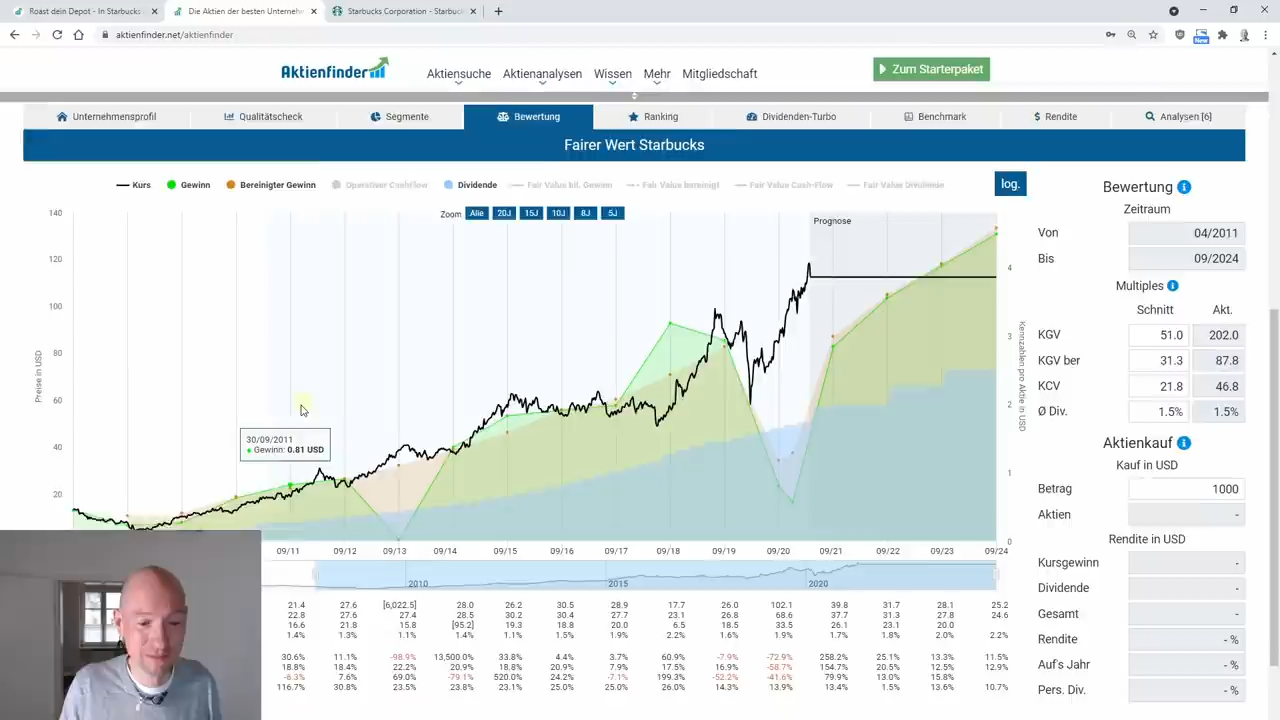 Roast dein Depot - In Starbucks
Die Aktien der besten Unternehm
Starbucks Corporation - Starbuck
aktienfinder.net/aktienfinder
New
Aktienfinder
Aktiensuche
Aktienanalysen
Wissen
Mehr
Mitgliedschaft
Zum Starterpaket
Unternehmensprofil
Qualitätscheck
Segmente
Bewertung
Ranking
Dividenden-Turbo
Benchmark
Rendite
Analysen [6]
Fairer Wert Starbucks
Kurs
Gewinn
Bereinigter Gewinn
Operativer Cashflow
Dividende
Fair Value bil. Gewinn
Fair Value bereinigt
Fair Value Cash-Flow
Fair Value Dividende
log.
Zoom Alle 20J 15J 10J 8J 5J
Prognose
140
120
100
80
60
40
20
Preise in USD
4
3
2
1
0
Kennzahlen pro Aktie in USD
30/09/2011
Gewinn: 0.81 USD
09/11 09/12 09/13 09/14 09/15 09/16 09/17 09/18 09/19 09/20 09/21 09/22 09/23 09/24
2010 2015 2020
21.4 27.6 [6,022.5] 28.0 26.2 30.5 28.9 17.7 26.0 102.1 39.8 31.7 28.1 25.2
22.8 27.6 27.4 28.5 30.2 30.4 27.7 23.1 26.8 68.6 37.7 31.3 27.8 24.6
16.6 21.8 15.8 [95.2] 19.3 18.8 20.0 6.5 18.5 33.5 26.1 23.1 20.0
1.4% 1.3% 1.1% 1.4% 1.1% 1.5% 1.9% 2.2% 1.6% 1.9% 1.7% 1.8% 2.0% 2.2%
30.6% 11.1% -98.9% 13,500.0% 33.8% 4.4% 3.7% 60.9% -7.9% -72.9% 258.2% 25.1% 13.3% 11.5%
18.8% 18.4% 22.2% 20.9% 18.8% 20.9% 7.9% 17.5% 16.9% -58.7% 154.7% 20.5% 12.5% 12.9%
-6.3% 7.6% 69.0% -79.1% 520.0% 24.2% -7.1% 199.3% -52.2% -41.6% 79.9% 13.0% 15.8%
116.7% 30.8% 23.5% 23.8% 23.1% 25.0% 25.0% 26.0% 14.3% 13.9% 13.4% 1.5% 13.6% 10.7%
Bewertung
Zeitraum
Von 04/2011
Bis 09/2024
Multiples
Schnitt Akt.
KGV 51.0 202.0
KGV ber 31.3 87.8
KCV 21.8 46.8
Ø Div. 1.5% 1.5%
Aktienkauf
Kauf in USD
Betrag 1000
Aktien -
Rendite in USD
Kursgewinn -
Dividende -
Gesamt -
Rendite - %
Auf's Jahr - %
Pers. Div. - %